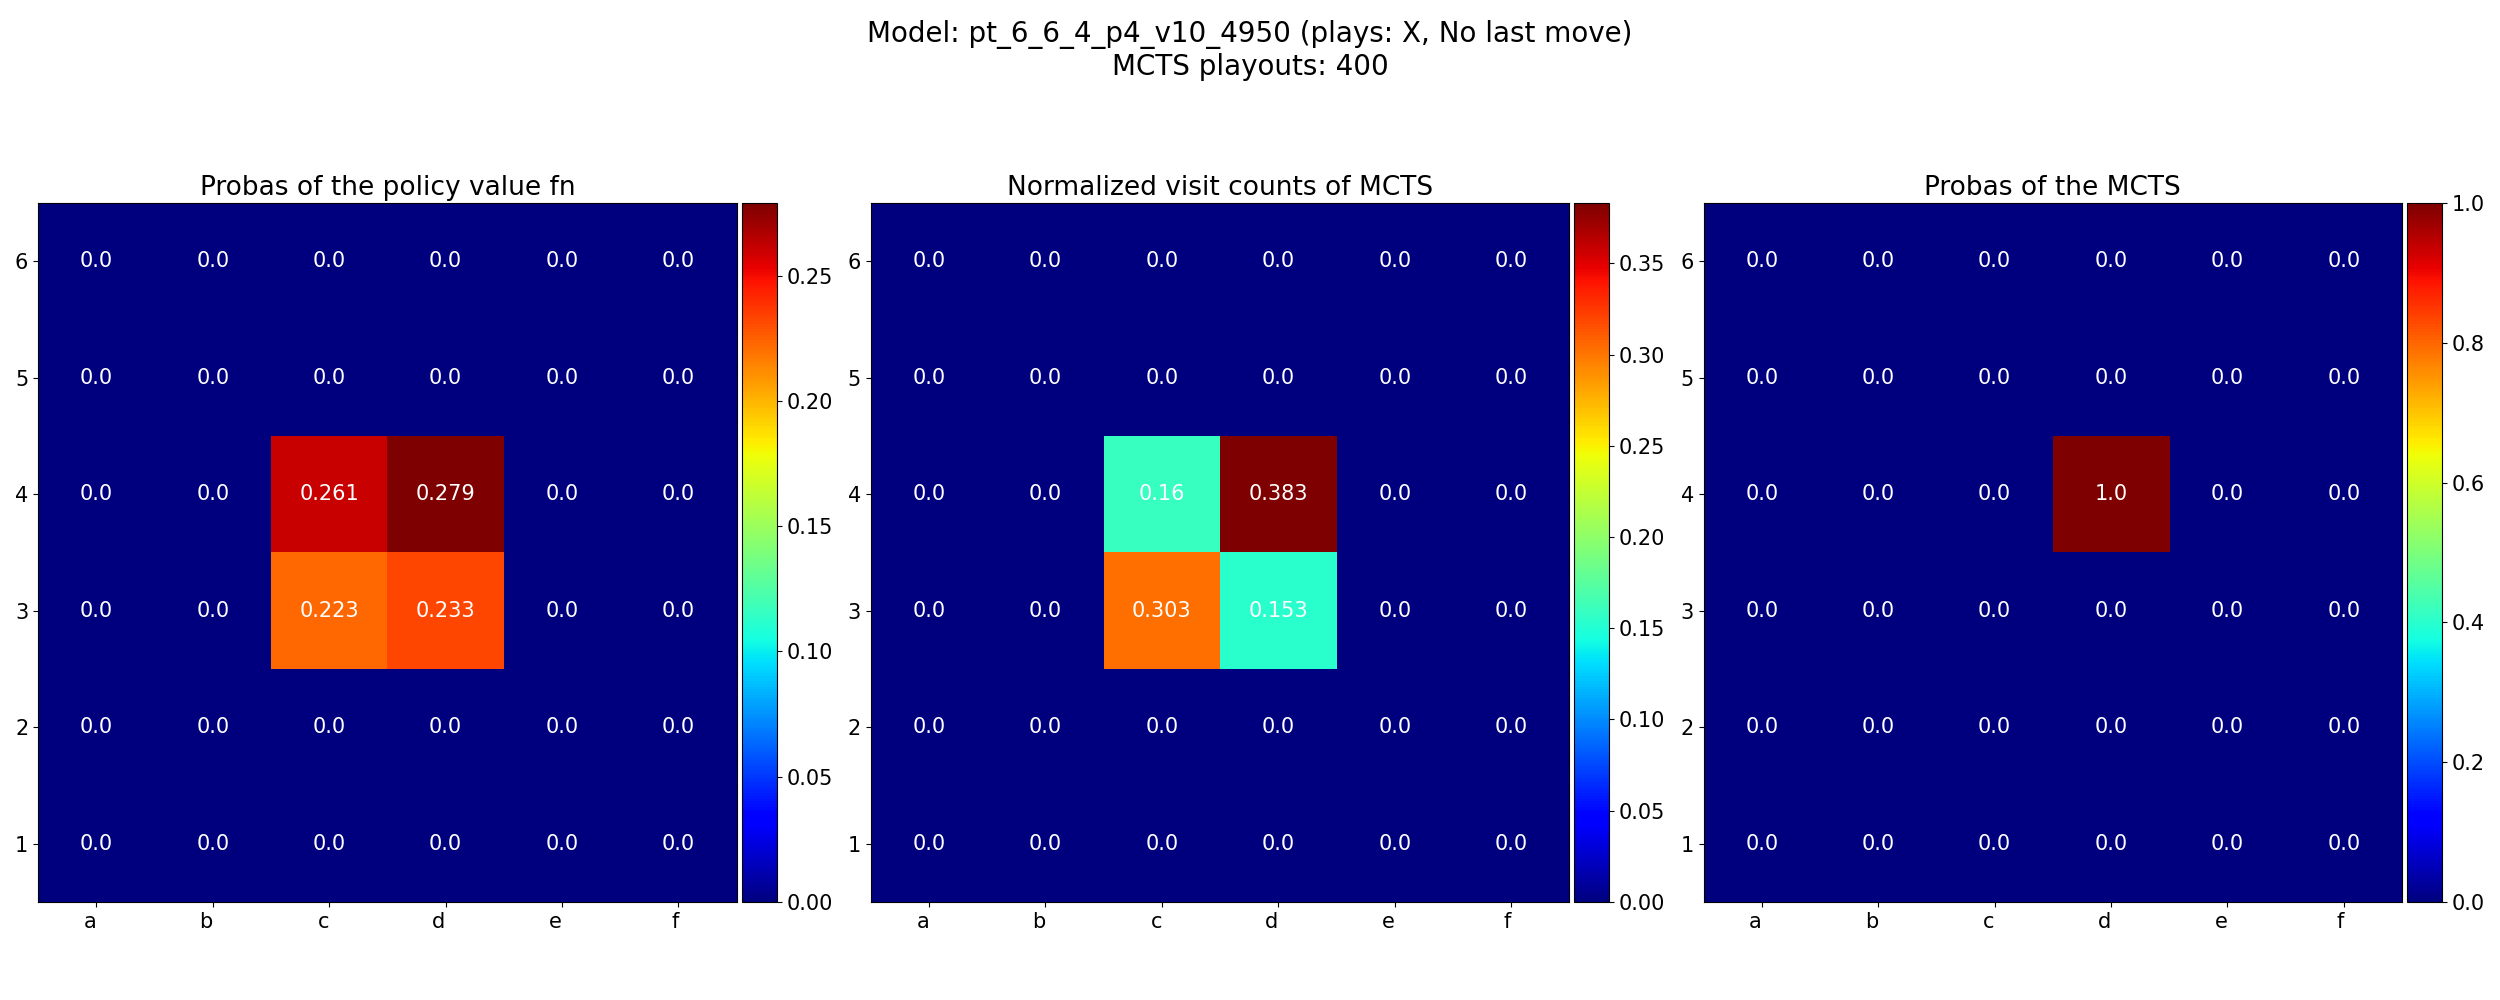 Model: pt_6_6_4_p4_v10_4950 (plays: X, No last move)
MCTS playouts: 400
Probas of the policy value fn
6 0.0 0.0 0.0 0.0 0.0 0.0
5 0.0 0.0 0.0 0.0 0.0 0.0
4 0.0 0.0 0.261 0.279 0.0 0.0
3 0.0 0.0 0.223 0.233 0.0 0.0
2 0.0 0.0 0.0 0.0 0.0 0.0
1 0.0 0.0 0.0 0.0 0.0 0.0
a b c d e f
0.25
0.20
0.15
0.10
0.05
0.00
Normalized visit counts of MCTS
6 0.0 0.0 0.0 0.0 0.0 0.0
5 0.0 0.0 0.0 0.0 0.0 0.0
4 0.0 0.0 0.16 0.383 0.0 0.0
3 0.0 0.0 0.303 0.153 0.0 0.0
2 0.0 0.0 0.0 0.0 0.0 0.0
1 0.0 0.0 0.0 0.0 0.0 0.0
a b c d e f
0.35
0.30
0.25
0.20
0.15
0.10
0.05
0.00
Probas of the MCTS
6 0.0 0.0 0.0 0.0 0.0 0.0
5 0.0 0.0 0.0 0.0 0.0 0.0
4 0.0 0.0 0.0 1.0 0.0 0.0
3 0.0 0.0 0.0 0.0 0.0 0.0
2 0.0 0.0 0.0 0.0 0.0 0.0
1 0.0 0.0 0.0 0.0 0.0 0.0
a b c d e f
1.0
0.8
0.6
0.4
0.2
0.0